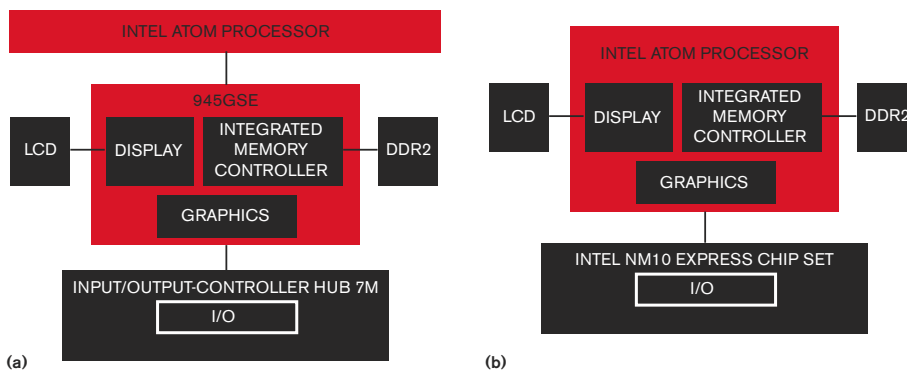 INTEL ATOM PROCESSOR
945GSE
LCD
DISPLAY
INTEGRATED
MEMORY
CONTROLLER
DDR2
GRAPHICS
INPUT/OUTPUT-CONTROLLER HUB 7M
I/O
(a)
INTEL ATOM PROCESSOR
LCD
DISPLAY
INTEGRATED
MEMORY
CONTROLLER
DDR2
GRAPHICS
INTEL NM10 EXPRESS CHIP SET
I/O
(b)